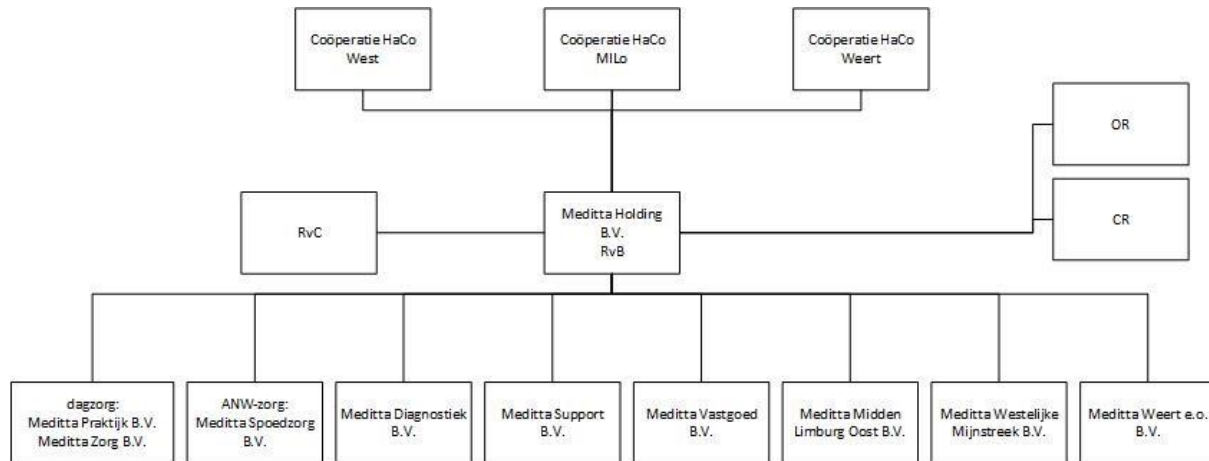 Coöperatie HaCo
West
Coöperatie HaCo
MILo
Coöperatie HaCo
Weert
OR
CR
RvC
Meditta Holding
B.V.
RvB
dagzorg:
Meditta Praktijk B.V.
Meditta Zorg B.V.
ANW-zorg:
Meditta Spoedzorg
B.V.
Meditta Diagnostiek
B.V.
Meditta Support
B.V.
Meditta Vastgoed
B.V.
Meditta Midden
Limburg Oost B.V.
Meditta Westelijke
Mijnstreek B.V.
Meditta Weert e.o.
B.V.